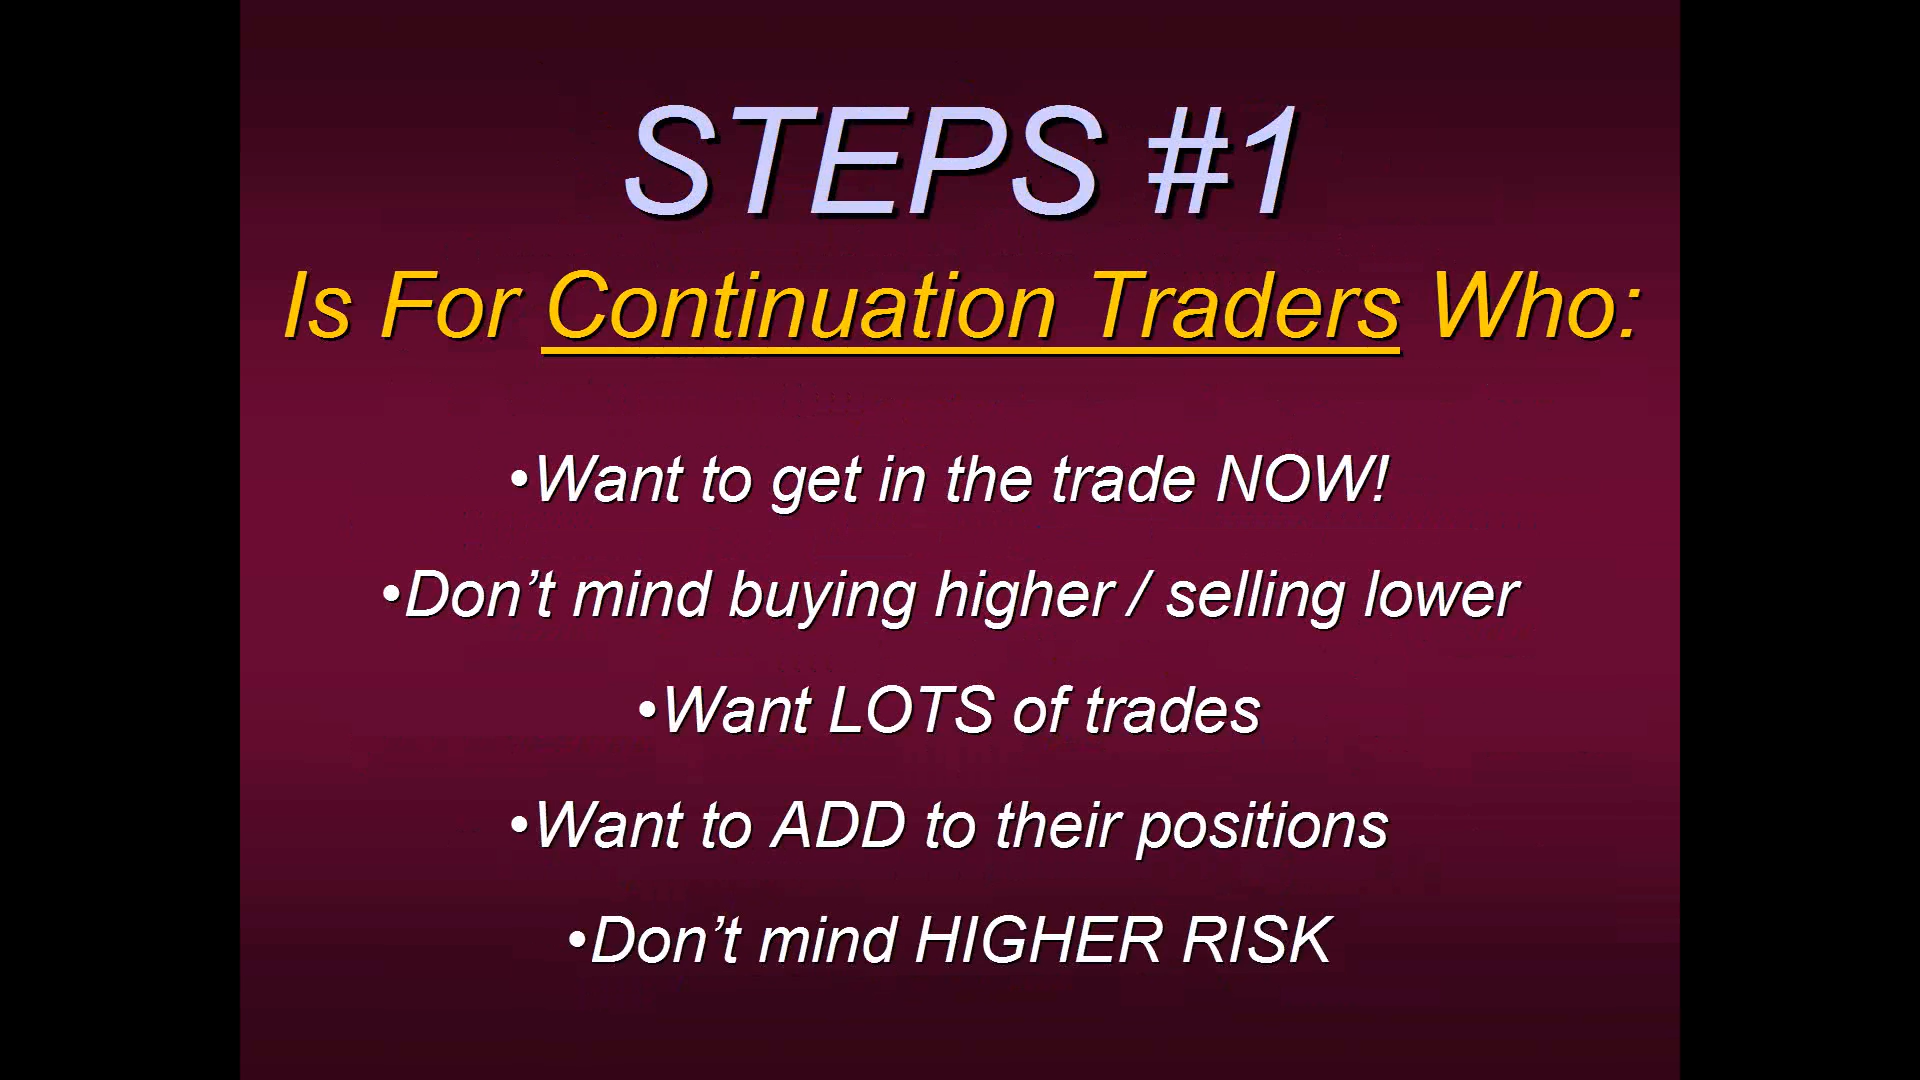 STEPS #1
Is For Continuation Traders Who:
•Want to get in the trade NOW!
•Don’t mind buying higher / selling lower
•Want LOTS of trades
•Want to ADD to their positions
•Don’t mind HIGHER RISK